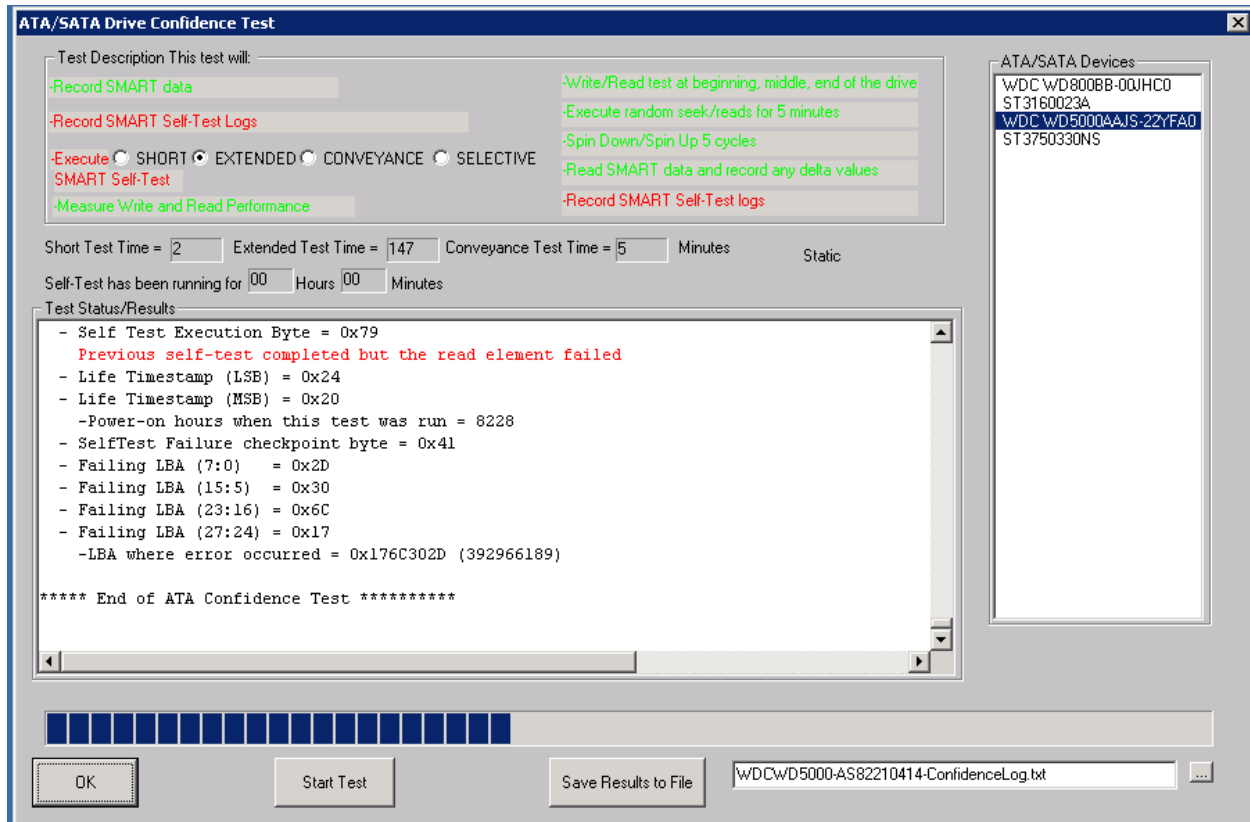 ATA/SATA Drive Confidence Test
Test Description This test will:
-Record SMART data
-Record SMART Self-Test Logs
-Execute SHORT EXTENDED CONVEYANCE SELECTIVE
SMART Self-Test
-Measure Write and Read Performance
-Write/Read test at beginning, middle, end of the drive
-Execute random seek/reads for 5 minutes
-Spin Down/Spin Up 5 cycles
-Read SMART data and record any delta values
-Record SMART Self-Test logs
ATA/SATA Devices
WDC WD800BB-00JHC0
ST3160023A
WDC WD5000AAJS-22YFA0
ST3750330NS
Short Test Time = 2 Extended Test Time = 147 Conveyance Test Time = 5 Minutes
Static
Self-Test has been running for 00 Hours 00 Minutes
Test Status/Results
- Self Test Execution Byte = 0x79
Previous self-test completed but the read element failed
- Life Timestamp (LSB) = 0x24
- Life Timestamp (MSB) = 0x20
-Power-on hours when this test was run = 8228
- SelfTest Failure checkpoint byte = 0x41
- Failing LBA (7:0) = 0x2D
- Failing LBA (15:5) = 0x30
- Failing LBA (23:16) = 0x6C
- Failing LBA (27:24) = 0x17
-LBA where error occurred = 0x176C302D (392966189)
***** End of ATA Confidence Test **********
OK
Start Test
Save Results to File
WDCWD5000-AS82210414-ConfidenceLog.txt
...